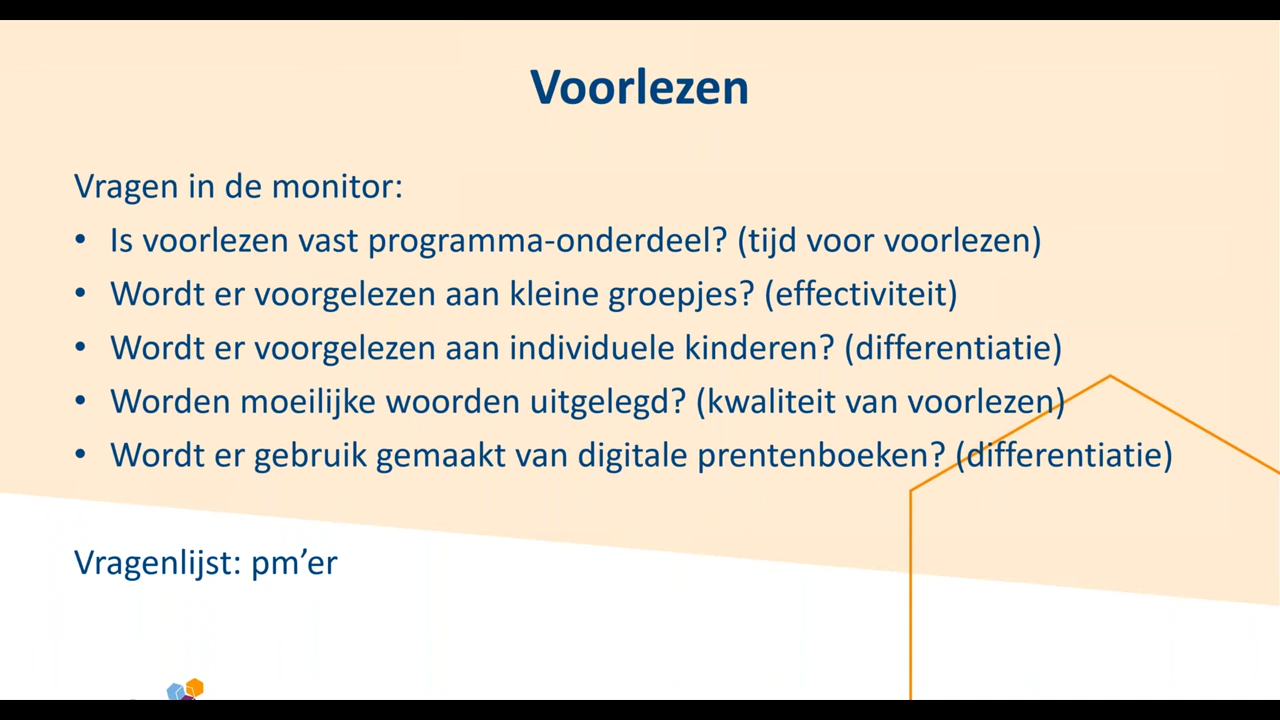 Voorlezen
Vragen in de monitor:
• Is voorlezen vast programma-onderdeel? (tijd voor voorlezen)
• Wordt er voorgelezen aan kleine groepjes? (effectiviteit)
• Wordt er voorgelezen aan individuele kinderen? (differentiatie)
• Worden moeilijke woorden uitgelegd? (kwaliteit van voorlezen)
• Wordt er gebruik gemaakt van digitale prentenboeken? (differentiatie)
Vragenlijst: pm’er